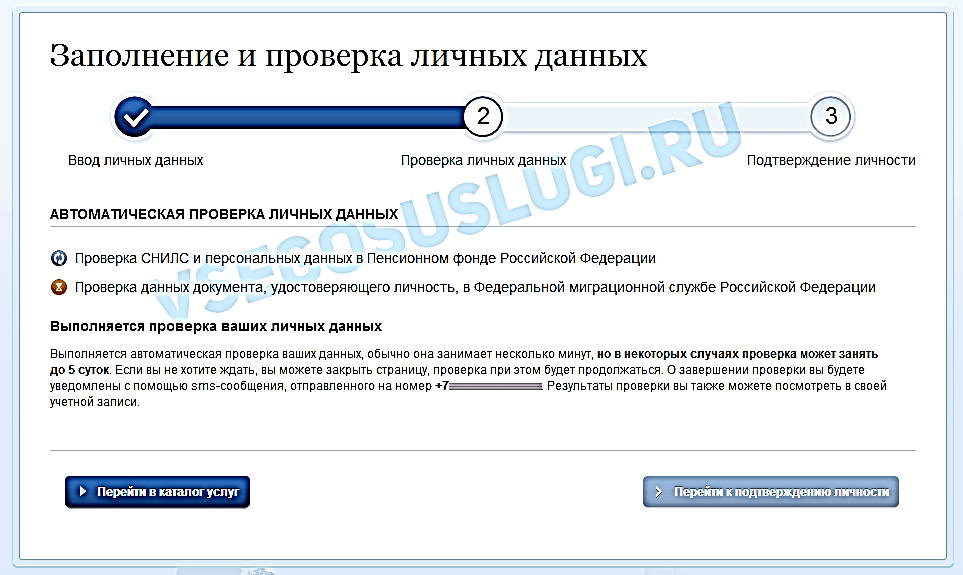 Заполнение и проверка личных данных
2
3
Ввод личных данных
Проверка личных данных
Подтверждение личности
АВТОМАТИЧЕСКАЯ ПРОВЕРКА ЛИЧНЫХ ДАННЫХ
Проверка СНИЛС и персональных данных в Пенсионном фонде Российской Федерации
Проверка данных документа, удостоверяющего личность, в Федеральной миграционной службе Российской Федерации
Выполняется проверка ваших личных данных
Выполняется автоматическая проверка ваших данных, обычно она занимает несколько минут, но в некоторых случаях проверка может занять
до 5 суток. Если вы не хотите ждать, вы можете закрыть страницу, проверка при этом будет продолжаться. О завершении проверки вы будете
уведомлены с помощью sms-сообщения, отправленного на номер +7 . Результаты проверки вы также можете посмотреть в своей
учетной записи.
Перейти в каталог услуг
Перейти к подтверждению личности
VSEGOSUSLUGI.RU